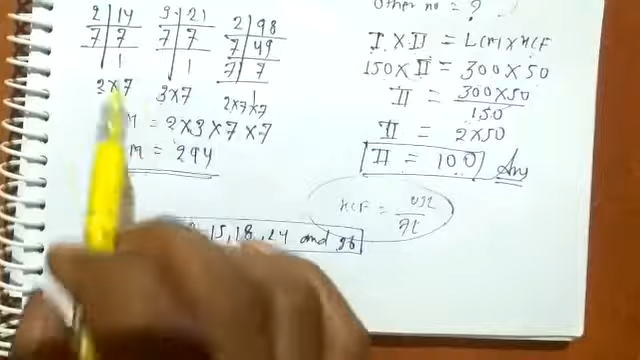 2 | 14
7 | 7
1
2×7
3 | 21
7 | 7
1
3×7
2 | 98
7 | 49
7 | 7
1
2×7×7
= 2×3×7×7
= 294
Other no = ?
I × II = LCM × HCF
150 × II = 300 × 50
II = 300×50
150
II = 2×50
II = 100 Ans
HCF =
15, 18, 24 and 36